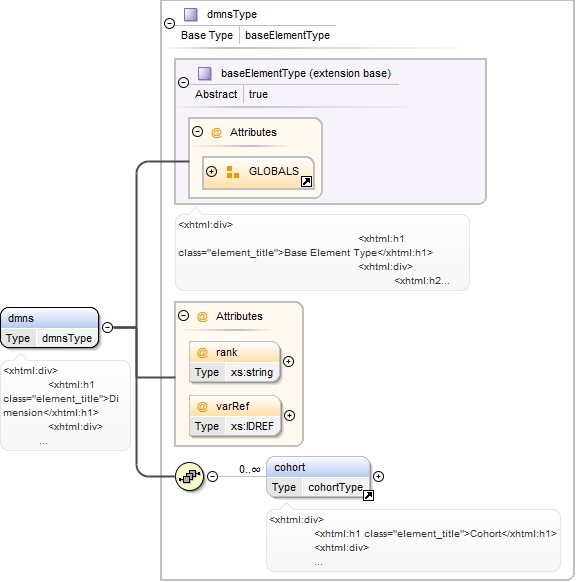 dmnsType
Base Type baseElementType
baseElementType (extension base)
Abstract true
@ Attributes
GLOBALS
<xhtml:div>
<xhtml:h1
class="element_title">Base Element Type</xhtml:h1>
<xhtml:div>
<xhtml:h2...
dmns
Type dmnsType
<xhtml:div>
<xhtml:h1
class="element_title">Di
mension</xhtml:h1>
<xhtml:div>
...
@ Attributes
@ rank
Type xs:string
@ varRef
Type xs:IDREF
0..∞
cohort
Type cohortType
<xhtml:div>
<xhtml:h1 class="element_title">Cohort</xhtml:h1>
<xhtml:div>
...